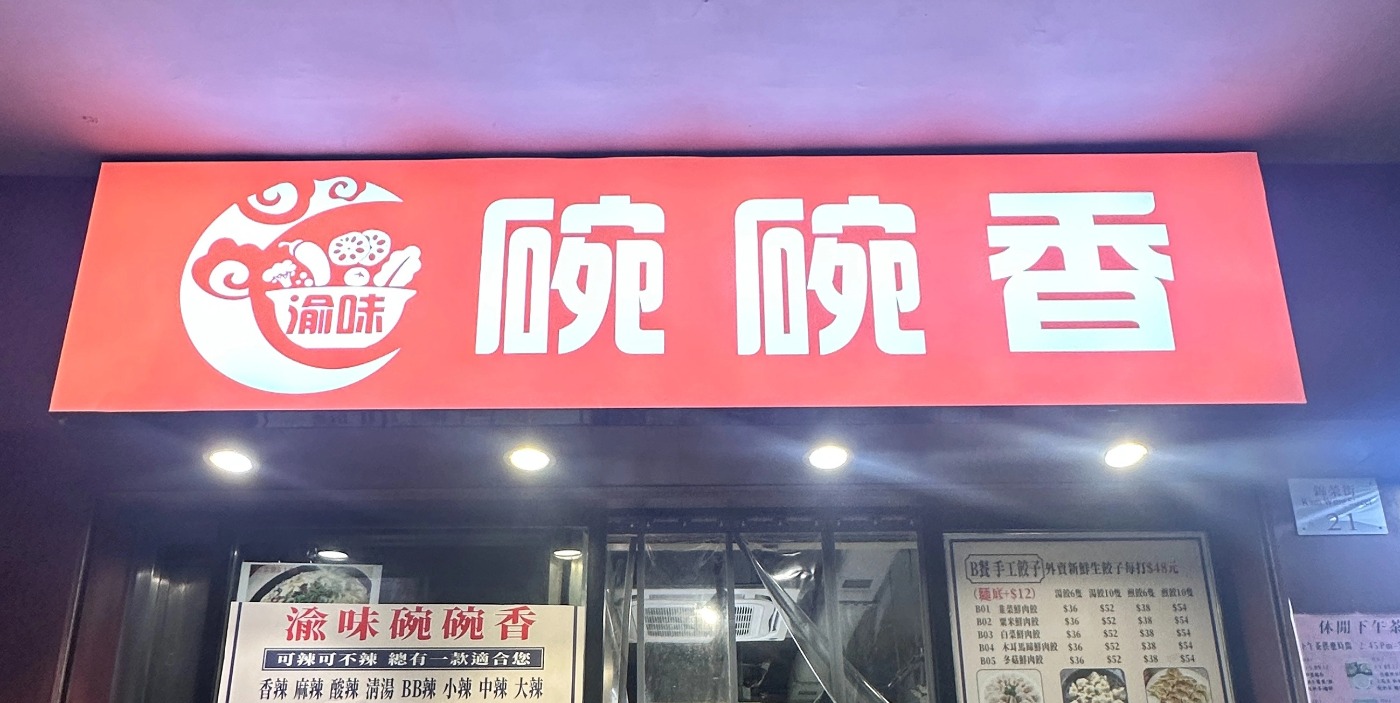 渝味
碗碗香
渝味碗碗香
可辣可不辣 總有一款適合您
香辣 麻辣 酸辣 清湯 BB辣 小辣 中辣 大辣
B餐 手工餃子 外賣新鮮生餃子每打$48元
(麵底+$12) 湯餃6隻 湯餃10隻 煎餃6隻 煎餃10隻
B01 韭菜鮮肉餃 $36 $52 $38 $54
B02 粟米鮮肉餃 $36 $52 $38 $54
B03 白菜鮮肉餃 $36 $52 $38 $54
B04 木耳馬蹄鮮肉餃 $36 $52 $38 $54
B05 冬菇鮮肉餃 $36 $52 $38 $54
21
休閒下午茶